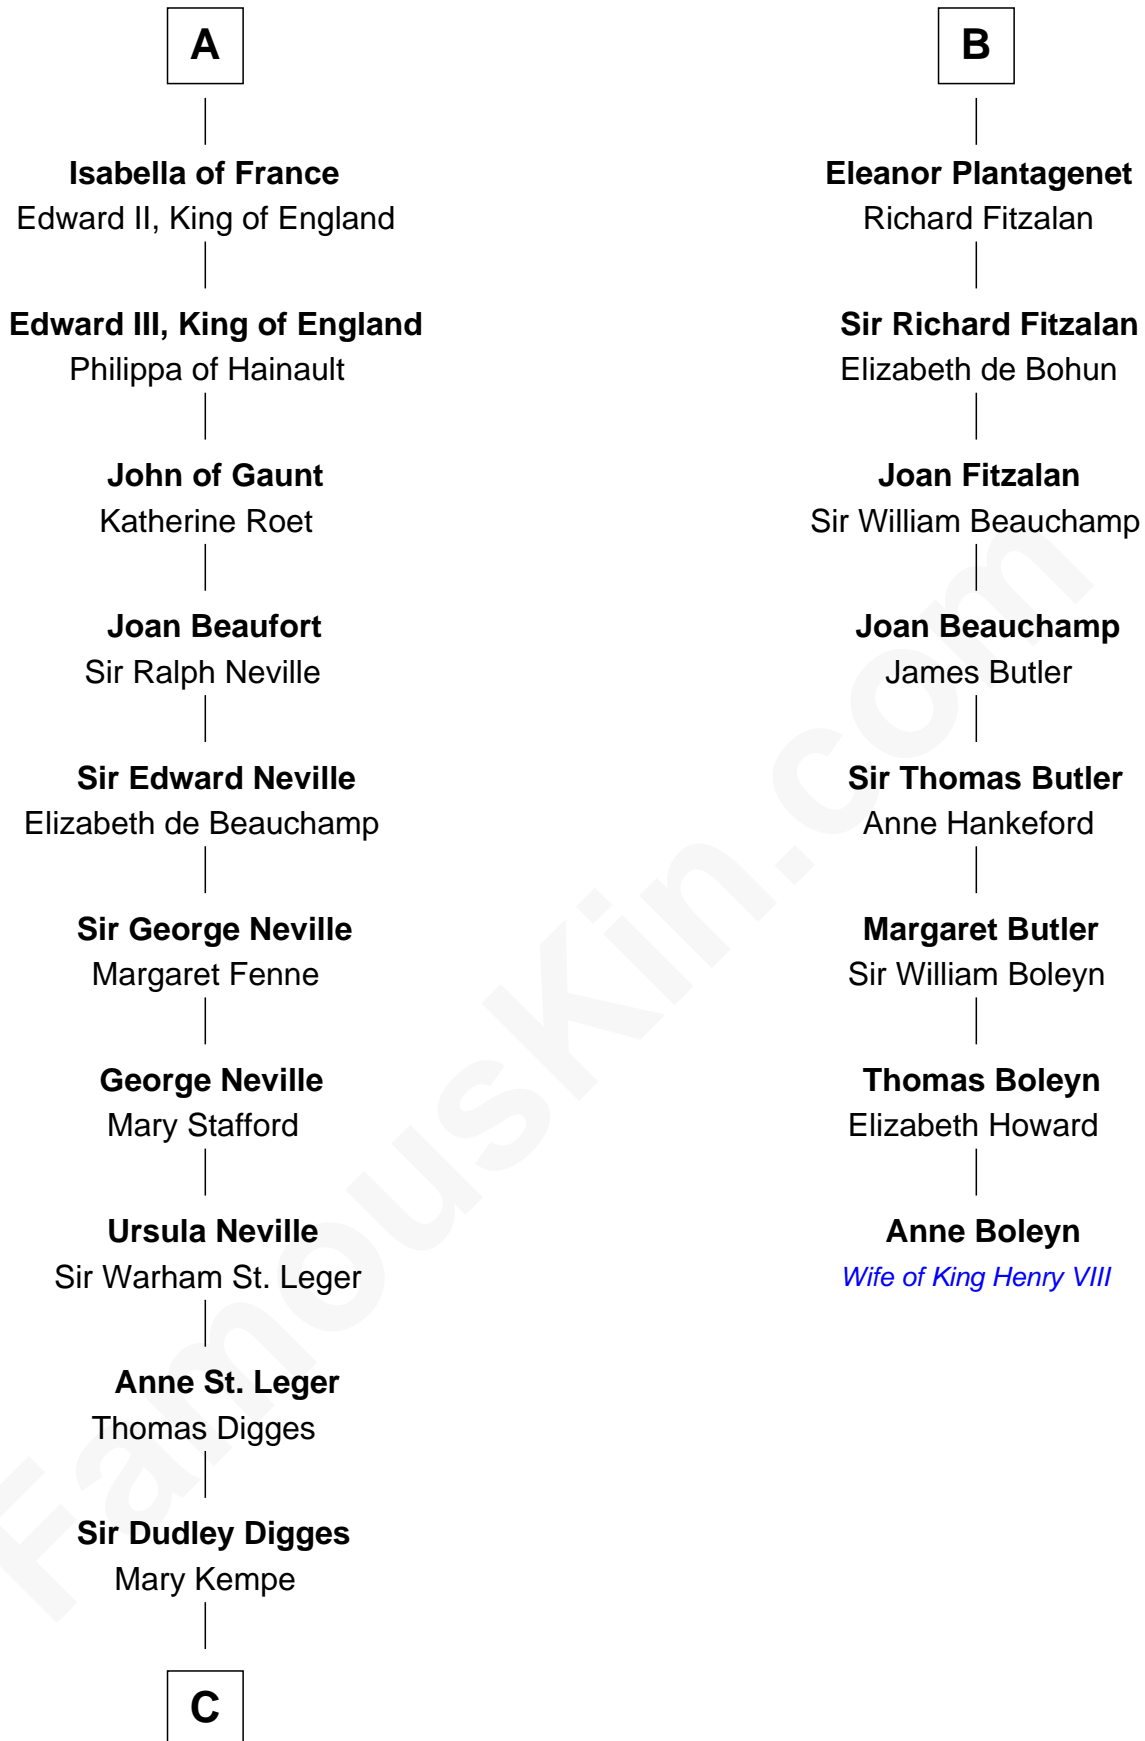 A
Isabella of France
Edward II, King of England
Edward III, King of England
Philippa of Hainault
John of Gaunt
Katherine Roet
Joan Beaufort
Sir Ralph Neville
Sir Edward Neville
Elizabeth de Beauchamp
Sir George Neville
Margaret Fenne
George Neville
Mary Stafford
Ursula Neville
Sir Warham St. Leger
Anne St. Leger
Thomas Digges
Sir Dudley Digges
Mary Kempe
C
B
Eleanor Plantagenet
Richard Fitzalan
Sir Richard Fitzalan
Elizabeth de Bohun
Joan Fitzalan
Sir William Beauchamp
Joan Beauchamp
James Butler
Sir Thomas Butler
Anne Hankeford
Margaret Butler
Sir William Boleyn
Thomas Boleyn
Elizabeth Howard
Anne Boleyn
Wife of King Henry VIII
FamousKin.com